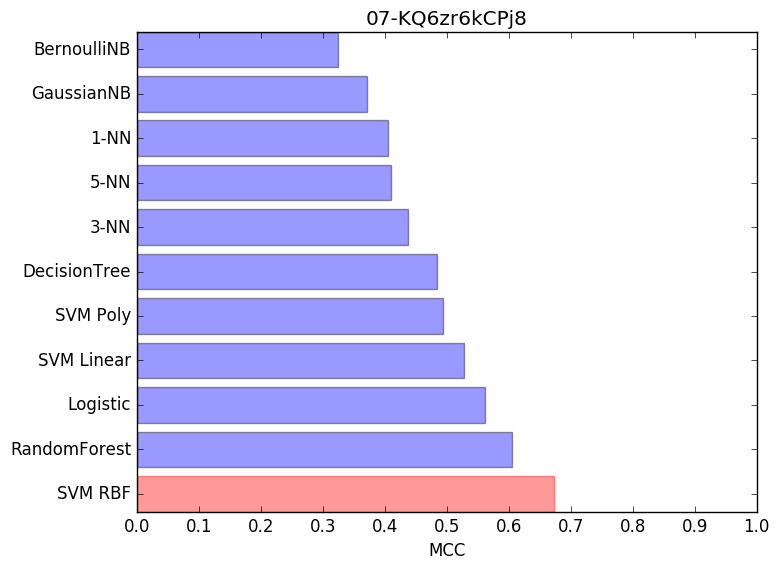 07-KQ6zr6kCPj8
BernoulliNB
GaussianNB
1-NN
5-NN
3-NN
DecisionTree
SVM Poly
SVM Linear
Logistic
RandomForest
SVM RBF
0.0 0.1 0.2 0.3 0.4 0.5 0.6 0.7 0.8 0.9 1.0
MCC